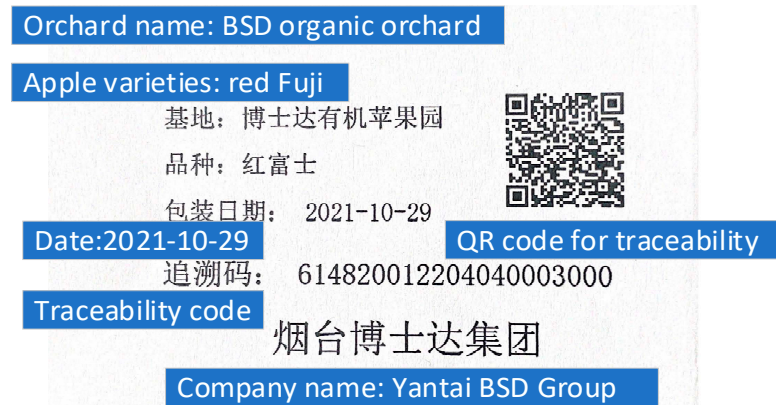 Orchard name: BSD organic orchard
Apple varieties: red Fuji
基地：博士达有机苹果园
品种：红富士
包装日期： 2021-10-29
Date:2021-10-29
QR code for traceability
追溯码： 614820012204040003000
Traceability code
烟台博士达集团
Company name: Yantai BSD Group